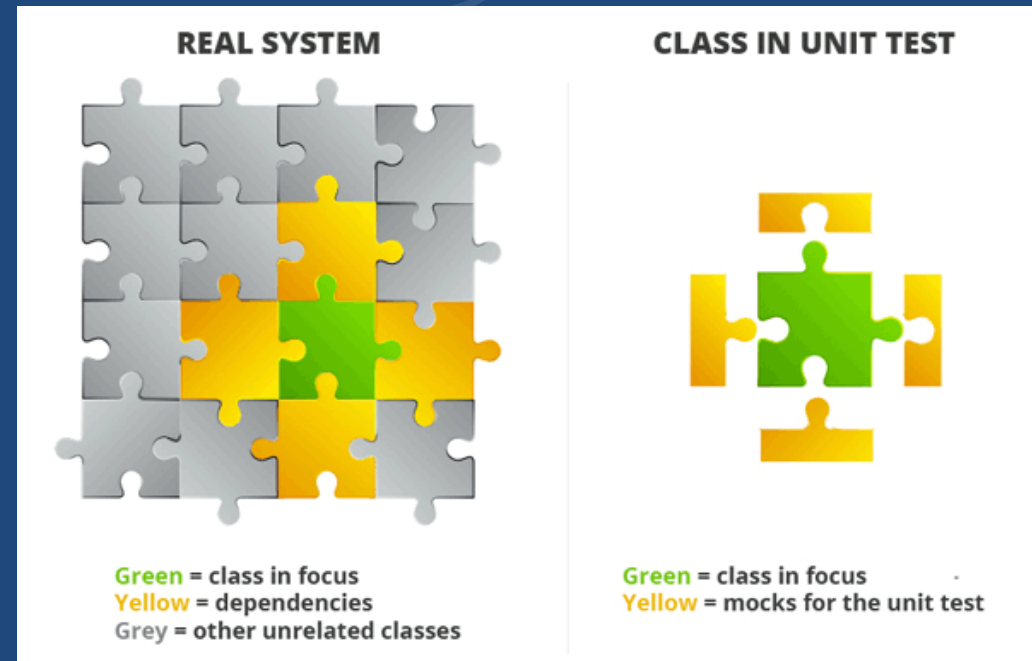 REAL SYSTEM
CLASS IN UNIT TEST
Green = class in focus
Yellow = dependencies
Grey = other unrelated classes
Green = class in focus
Yellow = mocks for the unit test